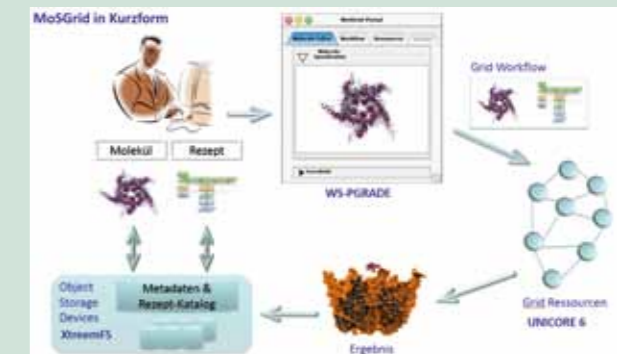 MoSGrid in Kurzform
Grid Workflow
Molekül
Rezept
WS-PGRADE
Object
Storage
Devices
XtreemFS
Metadaten &
Rezept-Katalog
Ergebnis
Grid Ressourcen
UNICORE 6